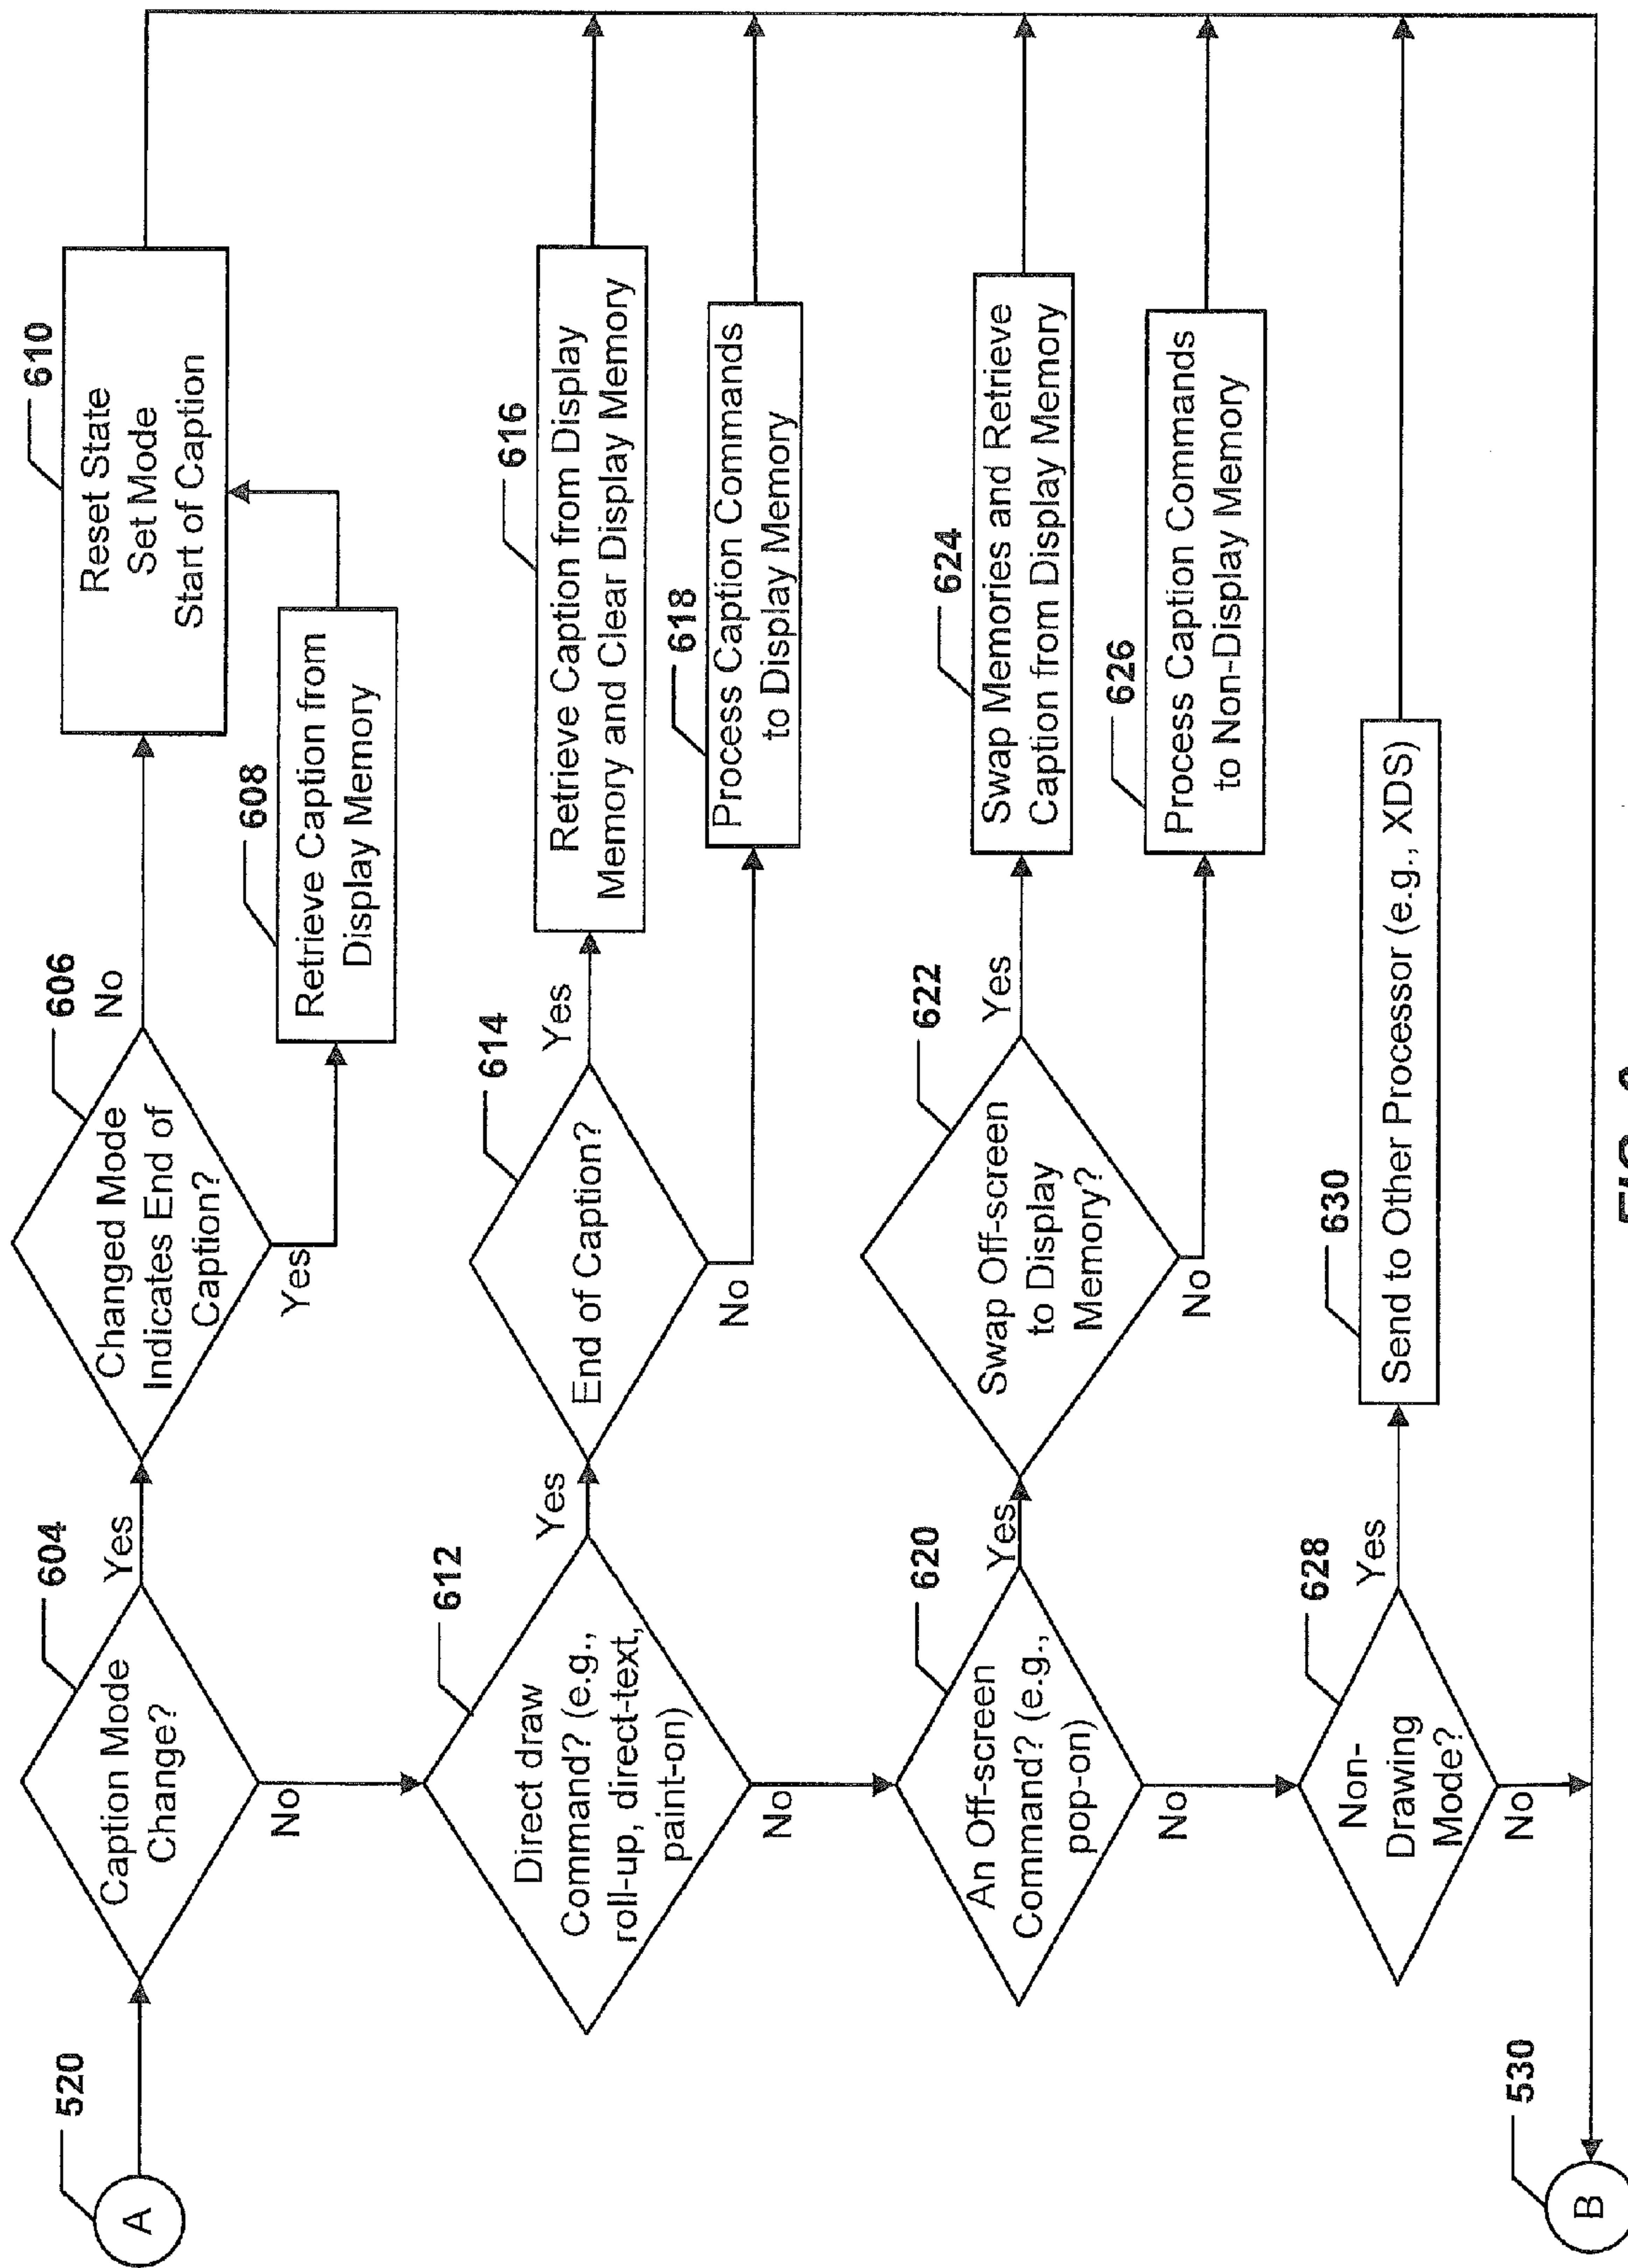 520
A
604
Caption Mode
Change?
Yes
No
606
Changed Mode
Indicates End of
Caption?
No
Yes
608
Retrieve Caption from
Display Memory
610
Reset State
Set Mode
Start of Caption
612
Direct draw
Command? (e.g.,
roll-up, direct-text,
paint-on)
Yes
No
614
End of Caption?
Yes
No
616
Retrieve Caption from Display
Memory and Clear Display Memory
618
Process Caption Commands
to Display Memory
620
An Off-screen
Command? (e.g.,
pop-on)
Yes
No
622
Swap Off-screen
to Display
Memory?
Yes
No
624
Swap Memories and Retrieve
Caption from Display Memory
626
Process Caption Commands
to Non-Display Memory
628
Non-
Drawing
Mode?
Yes
No
630
Send to Other Processor (e.g., XDS)
530
B